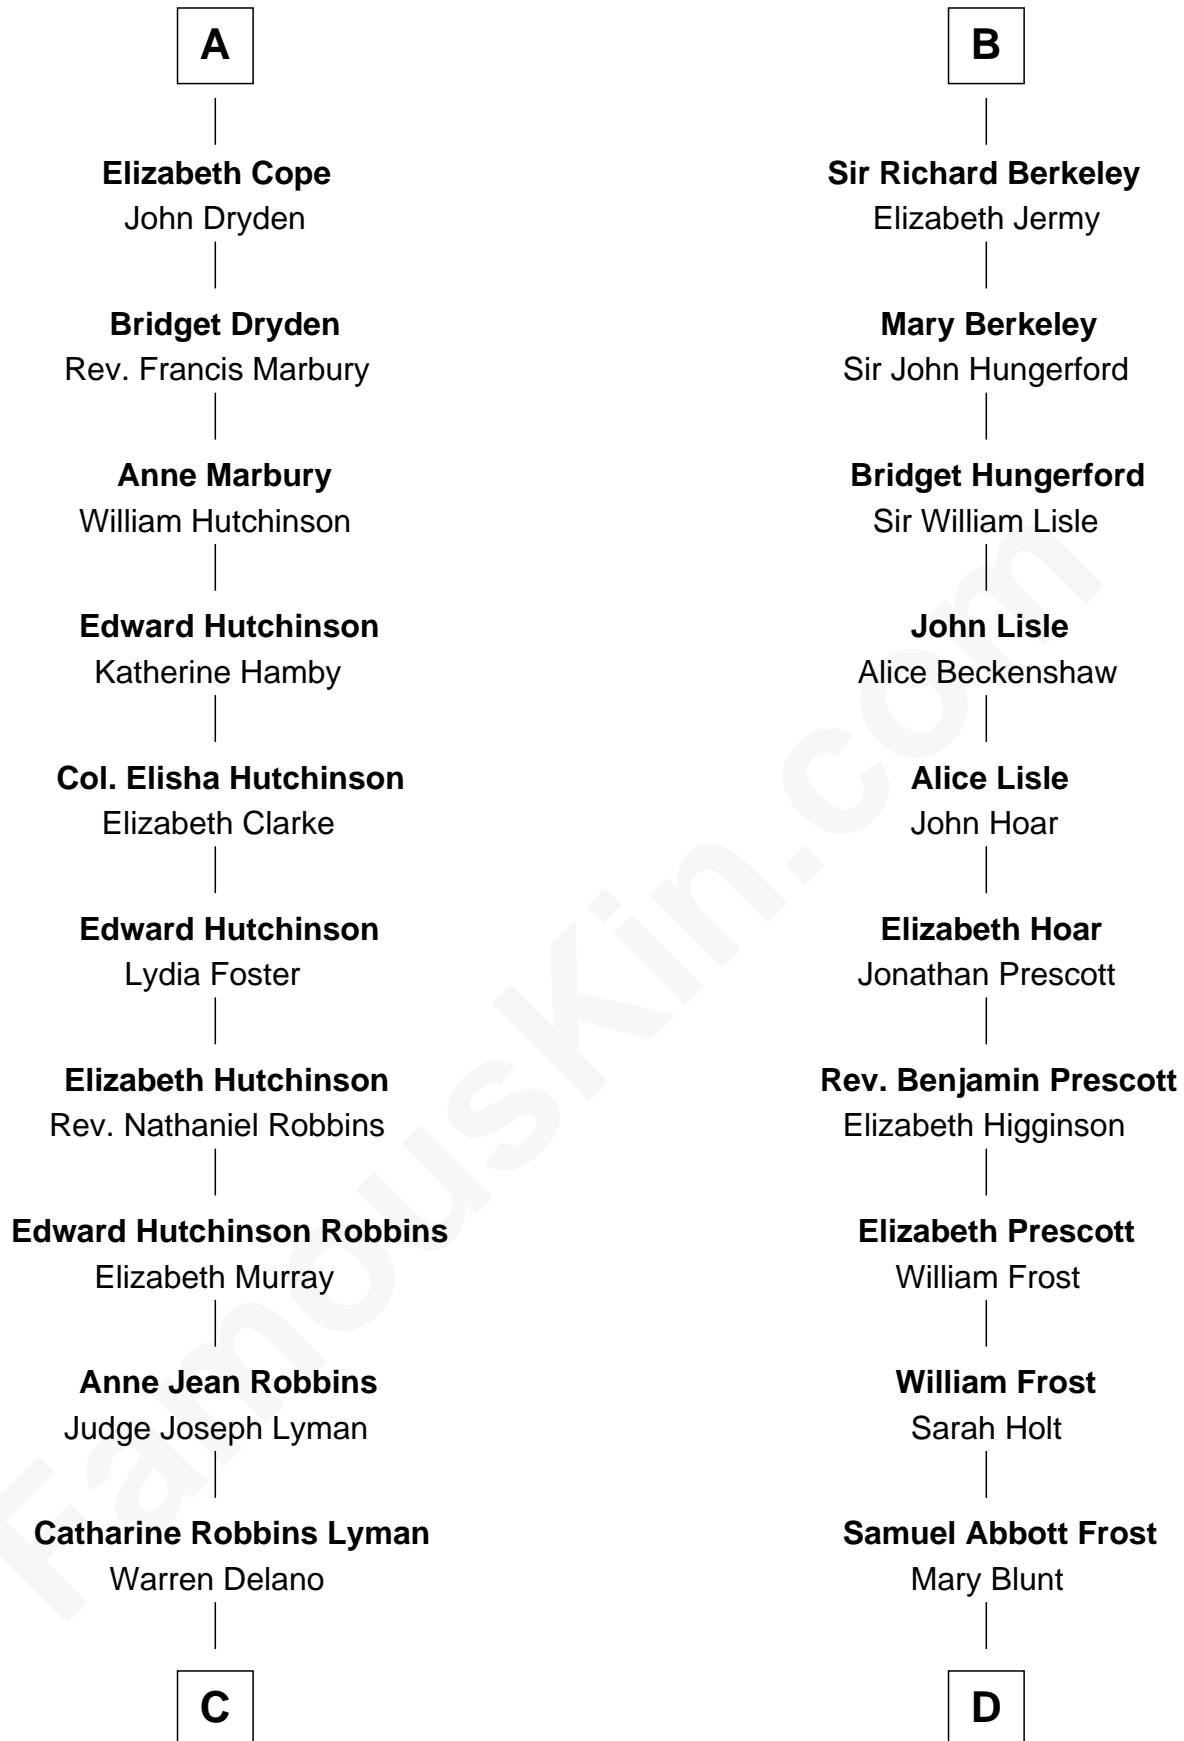 A
Elizabeth Cope
John Dryden
Bridget Dryden
Rev. Francis Marbury
Anne Marbury
William Hutchinson
Edward Hutchinson
Katherine Hamby
Col. Elisha Hutchinson
Elizabeth Clarke
Edward Hutchinson
Lydia Foster
Elizabeth Hutchinson
Rev. Nathaniel Robbins
Edward Hutchinson Robbins
Elizabeth Murray
Anne Jean Robbins
Judge Joseph Lyman
Catharine Robbins Lyman
Warren Delano
C
B
Sir Richard Berkeley
Elizabeth Jermy
Mary Berkeley
Sir John Hungerford
Bridget Hungerford
Sir William Lisle
John Lisle
Alice Beckenshaw
Alice Lisle
John Hoar
Elizabeth Hoar
Jonathan Prescott
Rev. Benjamin Prescott
Elizabeth Higginson
Elizabeth Prescott
William Frost
William Frost
Sarah Holt
Samuel Abbott Frost
Mary Blunt
D
FamousKin.com